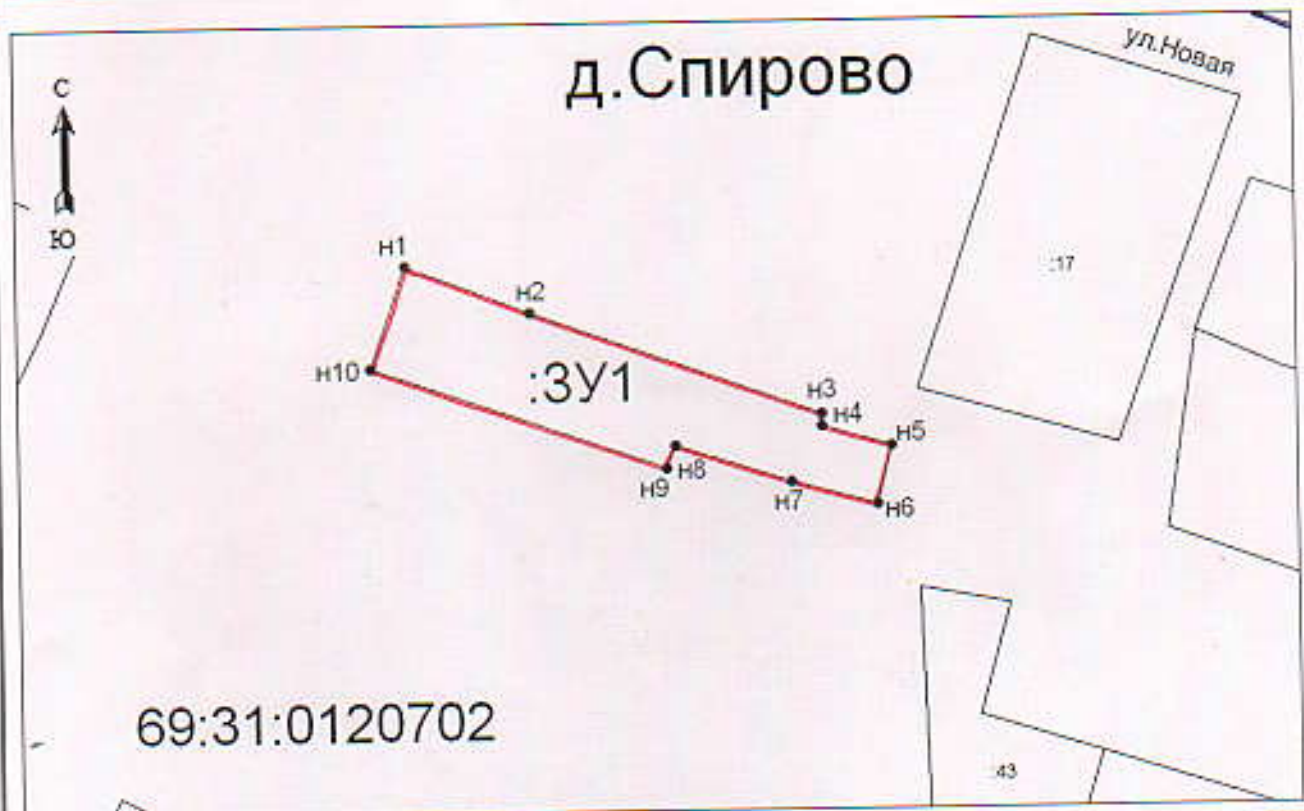 ул.Новая
д.Спирово
С
Ю
:17
н1
н2
н3
н4
н5
н10
:ЗУ1
н8
н9
н7
н6
69:31:0120702
:43